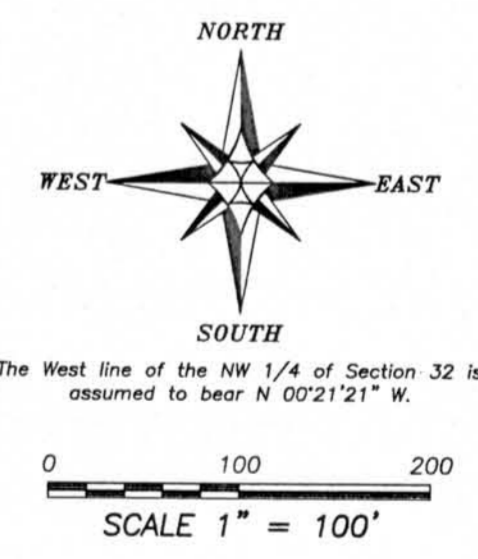 NORTH
WEST EAST
SOUTH
The West line of the NW 1/4 of Section 32 is
assumed to bear N 00°21'21" W.
0 100 200
SCALE 1" = 100'